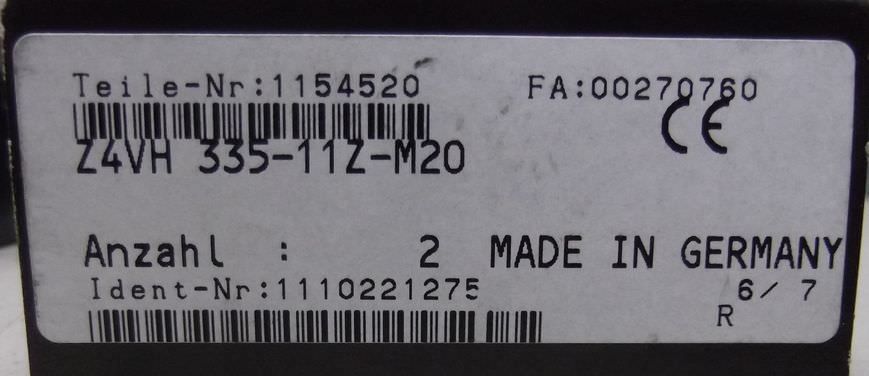 Teile-Nr:1154520 FA:00270760
CE
Z4VH 335-11Z-M20
Anzahl : 2 MADE IN GERMANY
Ident-Nr:1110221275 6/ 7
R